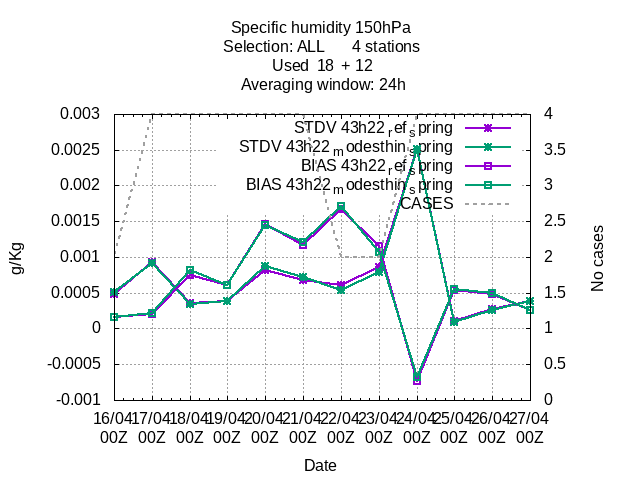 Specific humidity 150hPa
Selection: ALL 4 stations
Used 18 + 12
Averaging window: 24h
STDV 43h22_ref_spring
STDV 43h22_modesthin_spring
BIAS 43h22_ref_spring
BIAS 43h22_modesthin_spring
CASES
g/Kg
0.003
0.0025
0.002
0.0015
0.001
0.0005
0
-0.0005
-0.001
4
3.5
3
2.5
2
1.5
1
0.5
0
No cases
16/04 17/04 18/04 19/04 20/04 21/04 22/04 23/04 24/04 25/04 26/04 27/04
00Z 00Z 00Z 00Z 00Z 00Z 00Z 00Z 00Z 00Z 00Z 00Z
Date